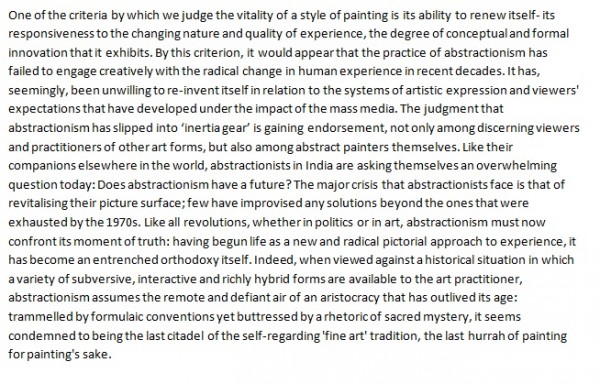 One of the criteria by which we judge the vitality of a style of painting is its ability to renew itself- its
responsiveness to the changing nature and quality of experience, the degree of conceptual and formal
innovation that it exhibits. By this criterion, it would appear that the practice of abstractionism has
failed to engage creatively with the radical change in human experience in recent decades. It has,
seemingly, been unwilling to re-invent itself in relation to the systems of artistic expression and viewers'
expectations that have developed under the impact of the mass media. The judgment that
abstractionism has slipped into ‘inertia gear’ is gaining endorsement, not only among discerning viewers
and practitioners of other art forms, but also among abstract painters themselves. Like their
companions elsewhere in the world, abstractionists in India are asking themselves an overwhelming
question today: Does abstractionism have a future? The major crisis that abstractionists face is that of
revitalising their picture surface; few have improvised any solutions beyond the ones that were
exhausted by the 1970s. Like all revolutions, whether in politics or in art, abstractionism must now
confront its moment of truth: having begun life as a new and radical pictorial approach to experience, it
has become an entrenched orthodoxy itself. Indeed, when viewed against a historical situation in which
a variety of subversive, interactive and richly hybrid forms are available to the art practitioner,
abstractionism assumes the remote and defiant air of an aristocracy that has outlived its age:
trammelled by formulaic conventions yet buttressed by a rhetoric of sacred mystery, it seems
condemned to being the last citadel of the self-regarding 'fine art' tradition, the last hurrah of painting
for painting's sake.